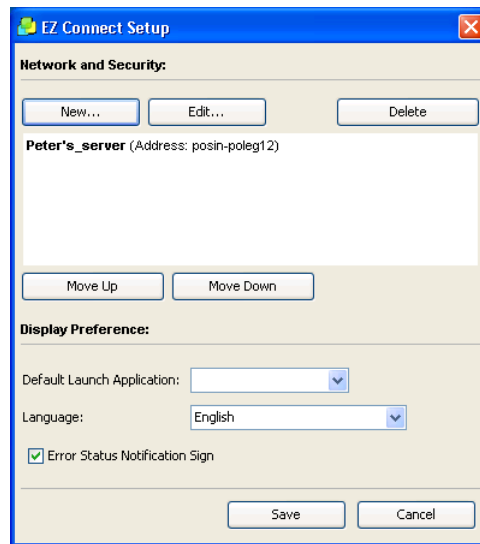 EZ Connect Setup
Network and Security:
New... Edit... Delete
Peter's_server (Address: posin-poleg12)
Move Up Move Down
Display Preference:
Default Launch Application:
Language: English
Error Status Notification Sign
Save Cancel